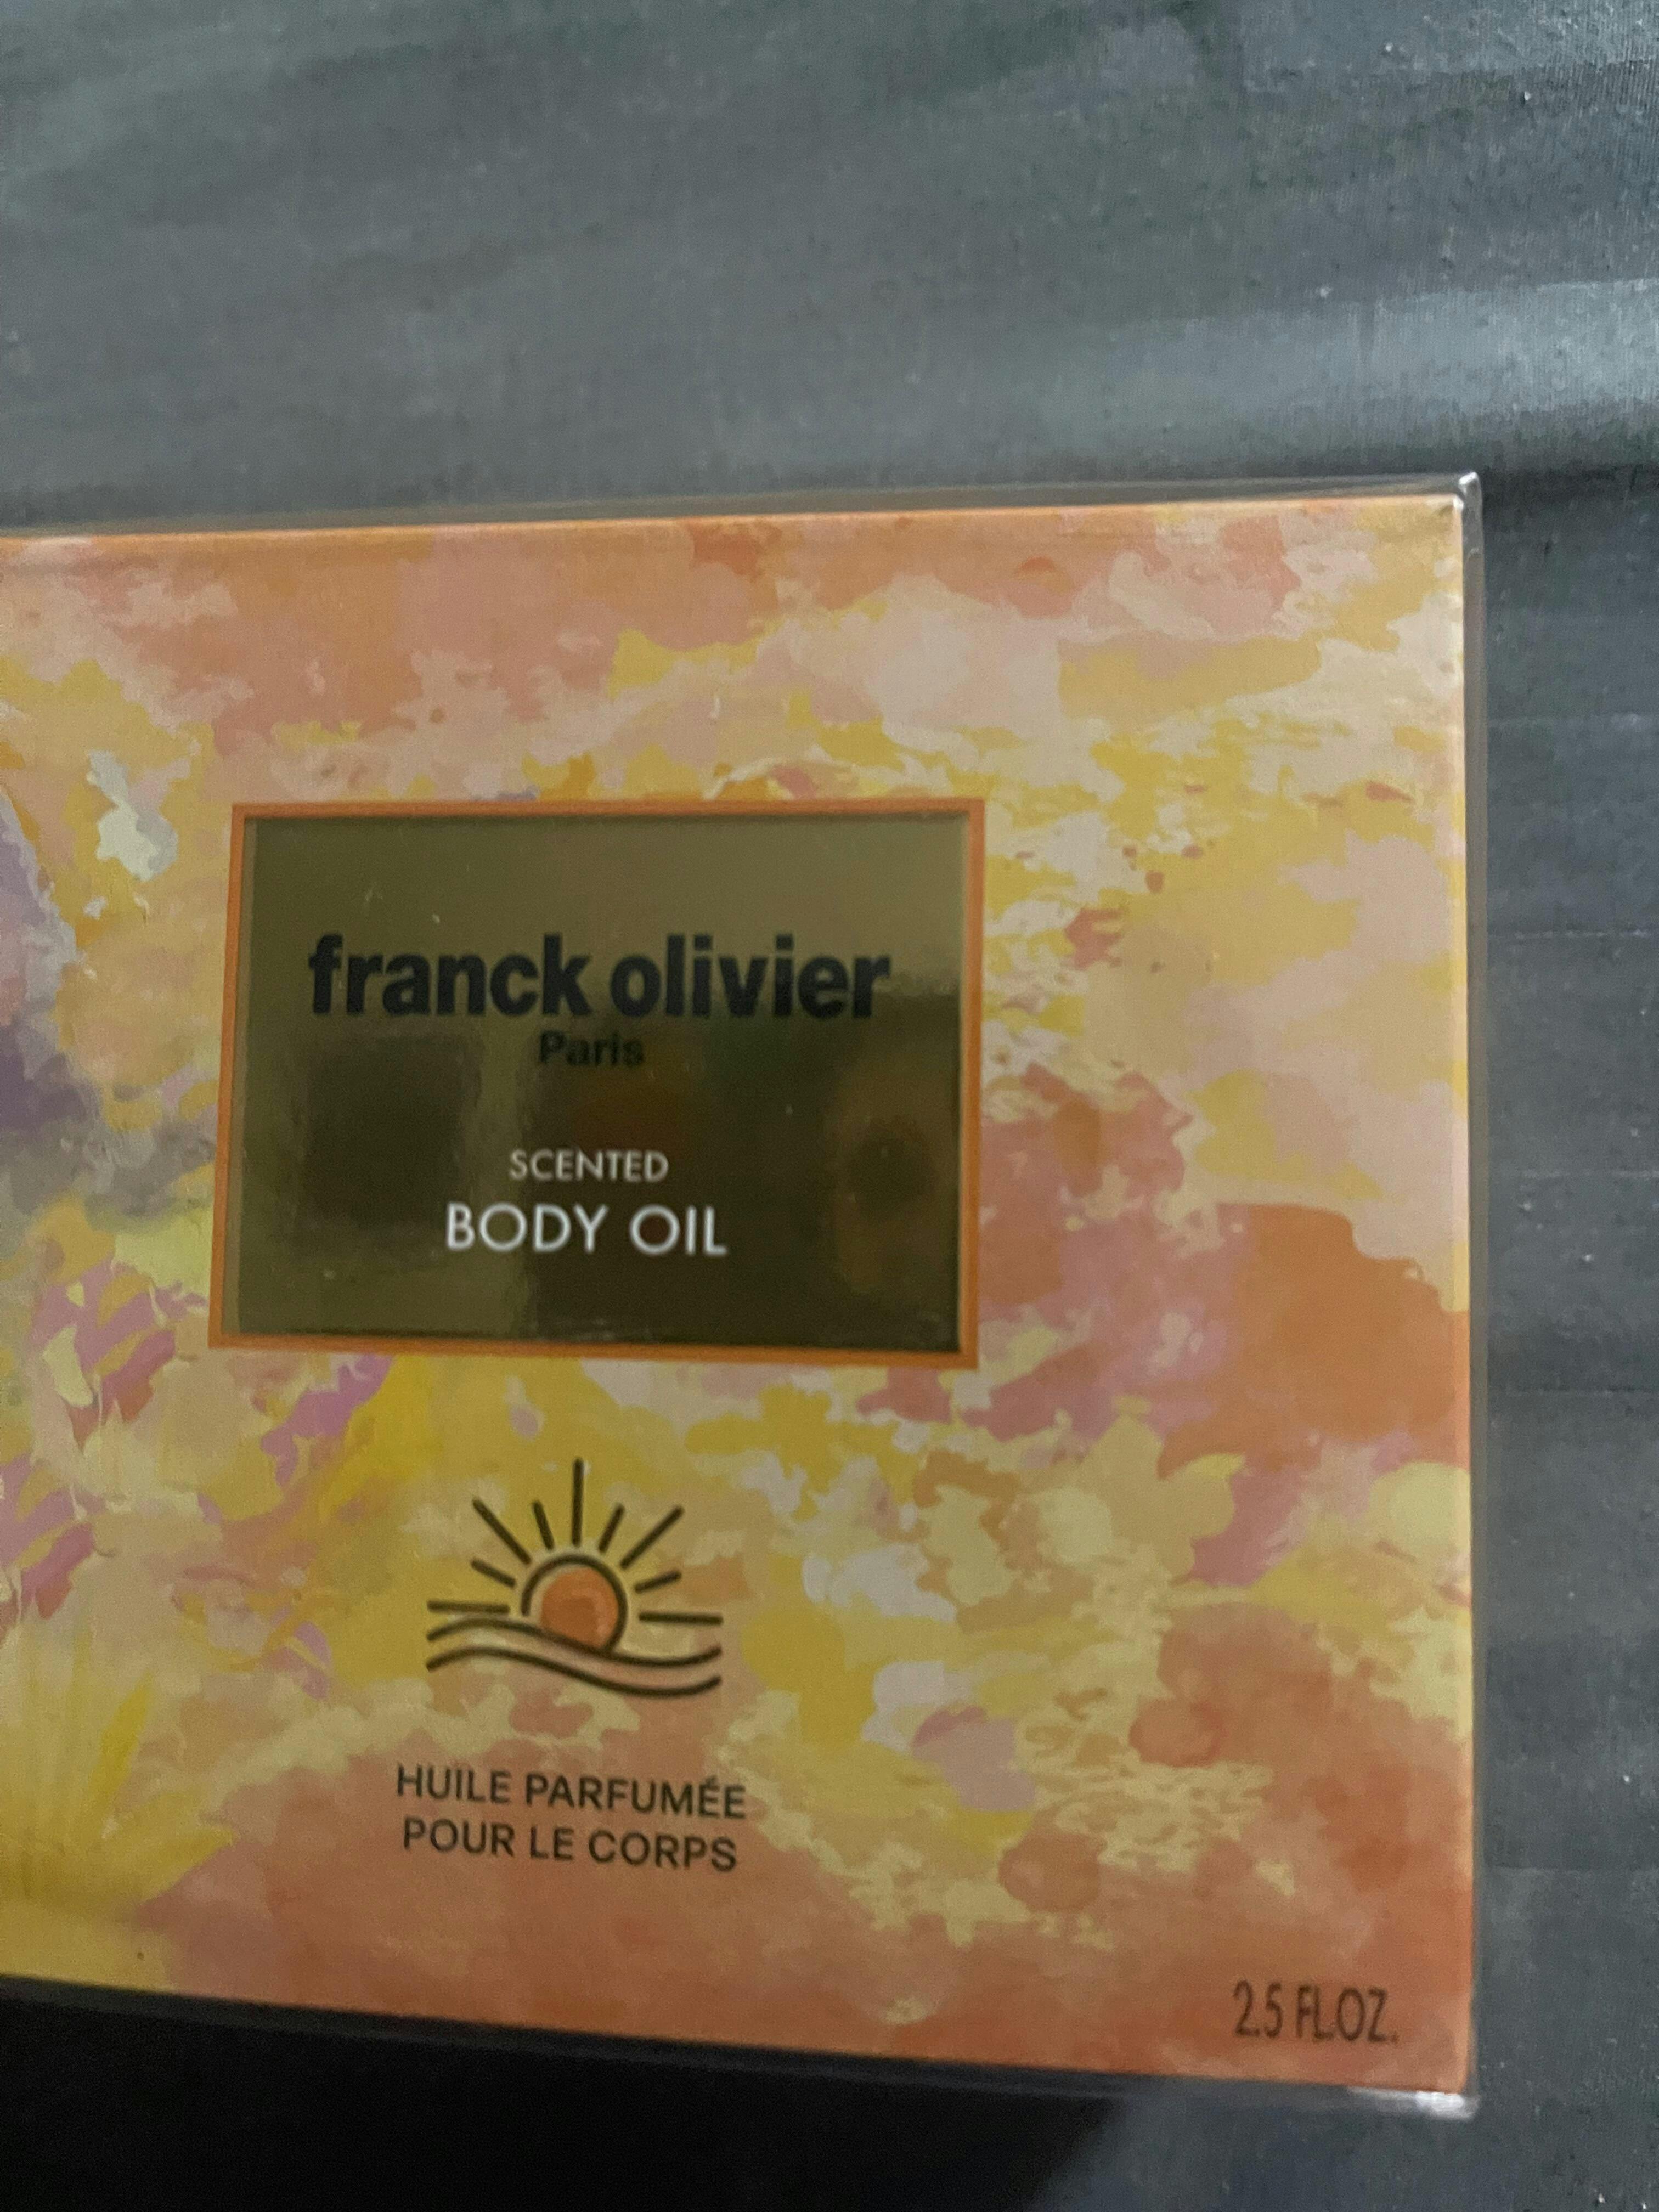 franck olivier
Paris
SCENTED
BODY OIL
HUILE PARFUMÉE
POUR LE CORPS
2.5 FL.OZ.